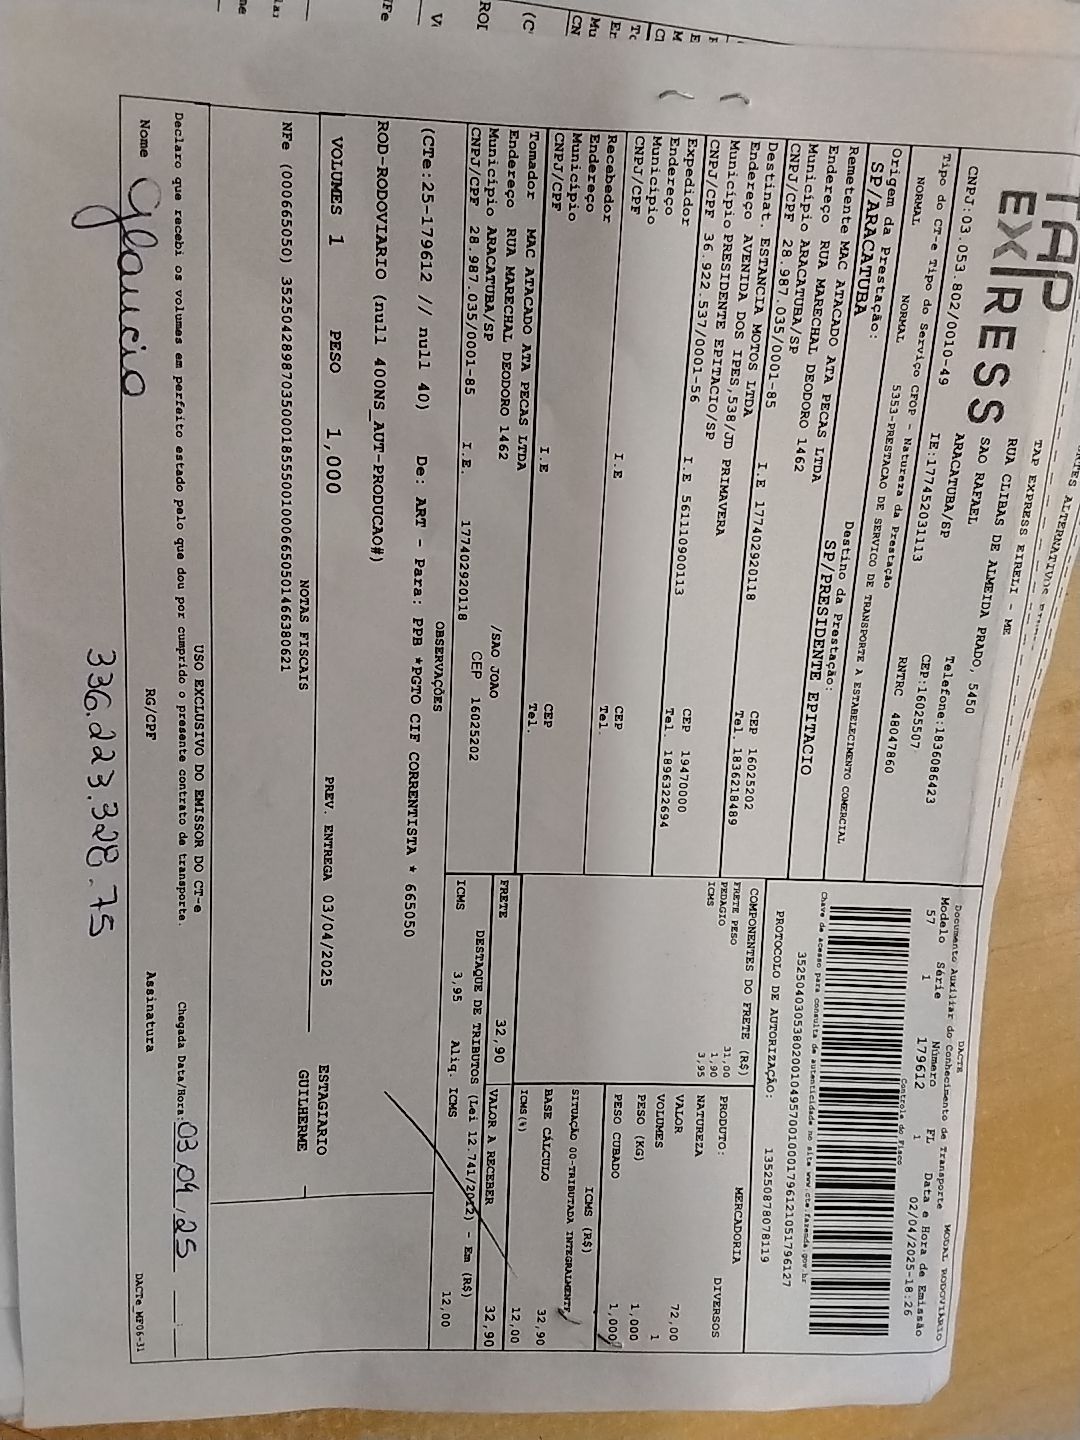 TAP
EXPRESS
TAP EXPRESS EIRELI - ME
RUA CLIBAS DE ALMEIDA PRADO, 5450
SAO RAFAEL
ARACATUBA/SP
CNPJ:03.053.802/0010-49 IE:177452031113 CEP:16025507
Telefone:1836086423
Tipo do CT-e Tipo do Serviço CFOP - Natureza da Prestação RNTRC 48047860
NORMAL NORMAL 5353-PRESTACAO DE SERVICO DE TRANSPORTE A ESTABELECIMENTO COMERCIAL
Origem da Prestação: Destino da Prestação:
SP/ARACATUBA SP/PRESIDENTE EPITACIO
Remetente MAC ATACADO ATA PECAS LTDA
Endereço RUA MARECHAL DEODORO 1462
Município ARACATUBA/SP CEP 16025202
CNPJ/CPF 28.987.035/0001-85 I.E 177402920118 Tel. 1836218489
Destinat. ESTANCIA MOTOS LTDA
Endereço AVENIDA DOS IPES,538/JD PRIMAVERA
Município PRESIDENTE EPITACIO/SP CEP 19470000
CNPJ/CPF 36.922.537/0001-56 I.E 561110900113 Tel. 1896322694
Expedidor
Endereço
Município CEP
CNPJ/CPF I.E Tel.
Recebedor
Endereço
Município CEP
CNPJ/CPF I.E Tel.
Tomador MAC ATACADO ATA PECAS LTDA
Endereço RUA MARECHAL DEODORO 1462 /SAO JOAO
Município ARACATUBA/SP CEP 16025202
CNPJ/CPF 28.987.035/0001-85 I.E. 177402920118
DACTE
Documento Auxiliar do Conhecimento de Transporte MODAL RODOVIARIO
Modelo Série Número FL Data e Hora de Emissão
57 1 179612 1 02/04/2025-18:26
Controle do Fisco
Chave de acesso para consulta de autenticidade no site www.cte.fazenda.gov.br
35250403053802001049570010001796121051796127
PROTOCOLO DE AUTORIZAÇÃO: 135250878078119
COMPONENTES DO FRETE (R$)
FRETE PESO 31,00
PEDAGIO 1,90
ICMS 3,95
FRETE 32,90
MERCADORIA
PRODUTO: DIVERSOS
NATUREZA
VALOR 72,00
VOLUMES 1
PESO (KG) 1,000
PESO CUBADO 1,000
ICMS (R$)
SITUAÇÃO 00-TRIBUTADA INTEGRALMENTE
BASE CÁLCULO 32,90
ICMS(%) 12,00
VALOR A RECEBER 32,90
DESTAQUE DE TRIBUTOS (Lei 12.741/2012) - Em (R$)
ICMS 3,95 Aliq. ICMS 12,00
OBSERVAÇÕES
(CTe:25-179612 // null 40) De: ART - Para: PPB *PGTO CIF CORRENTISTA * 665050
ROD-RODOVIARIO (null 400NS_AUT-PRODUCAO#)
VOLUMES 1 PESO 1,000 PREV. ENTREGA 03/04/2025 ESTAGIARIO
GUILHERME
NOTAS FISCAIS
NFe (000665050) 35250428987035000185550010006650501466380621
USO EXCLUSIVO DO EMISSOR DO CT-e
Declaro que recebi os volumes em perfeito estado pelo que dou por cumprido o presente contrato de transporte. Chegada Data/Hora: 03/04/25
Nome Glaucio RG/CPF 336.223.328.75 Assinatura
DACTe_MF06-31